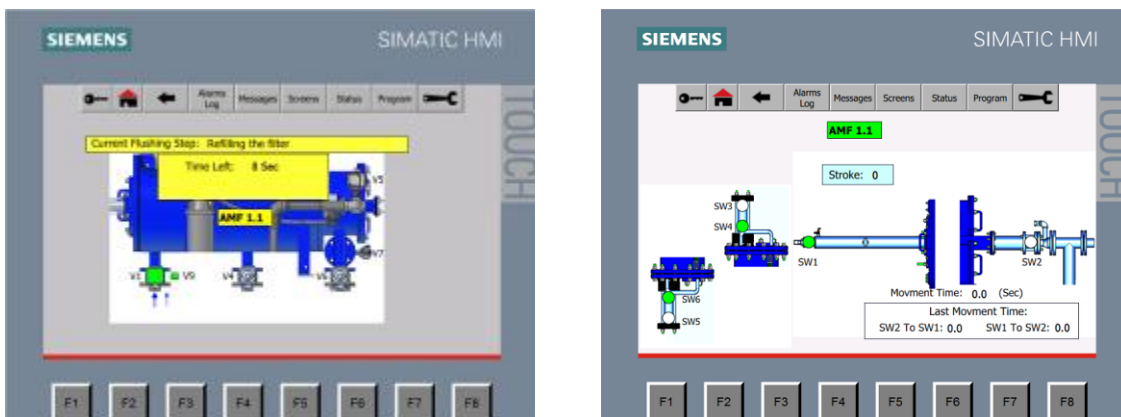 SIEMENS
SIMATIC HMI
Alarms Log
Messages
Screens
Status
Program
TOUCH
Current Flushing Step: Refilling the filter
Time Left: 8 Sec
AMF 1.1
V5
V7
V1
V9
V4
V6
F1
F2
F3
F4
F5
F6
F7
F8
SIEMENS
SIMATIC HMI
Alarms Log
Messages
Screens
Status
Program
TOUCH
AMF 1.1
Stroke: 0
SW3
SW4
SW1
SW2
SW6
SW5
Movment Time: 0.0 (Sec)
Last Movment Time:
SW2 To SW1: 0.0 SW1 To SW2: 0.0
F1
F2
F3
F4
F5
F6
F7
F8